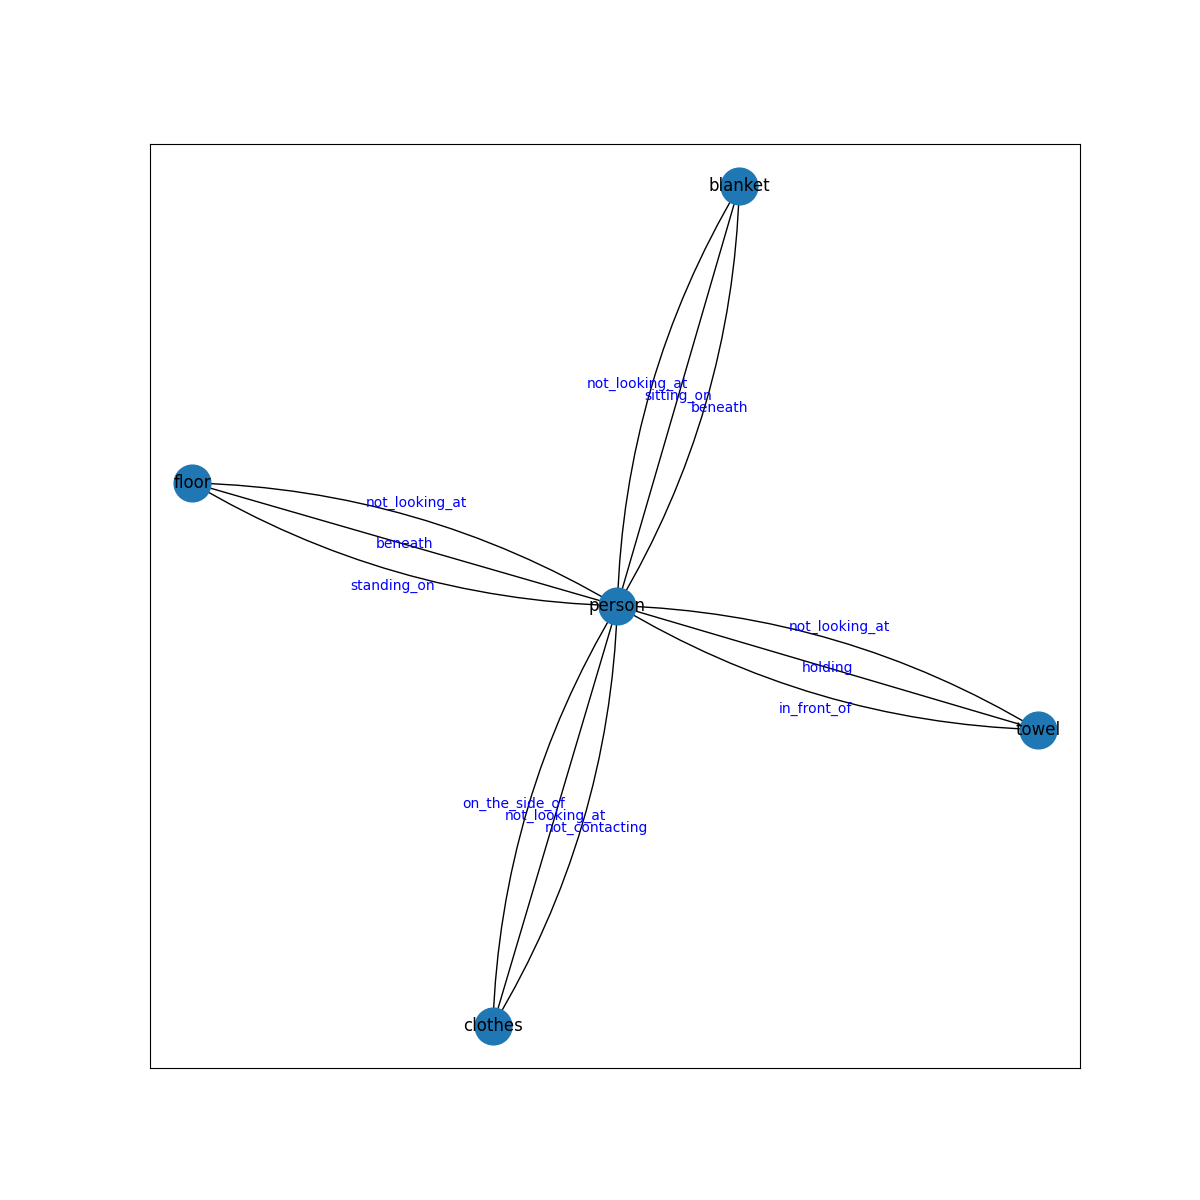 blanket
not_looking_at
sitting_on
beneath
floor
not_looking_at
beneath
standing_on
person
not_looking_at
holding
in_front_of
towel
on_the_side_of
not_looking_at
not_contacting
clothes